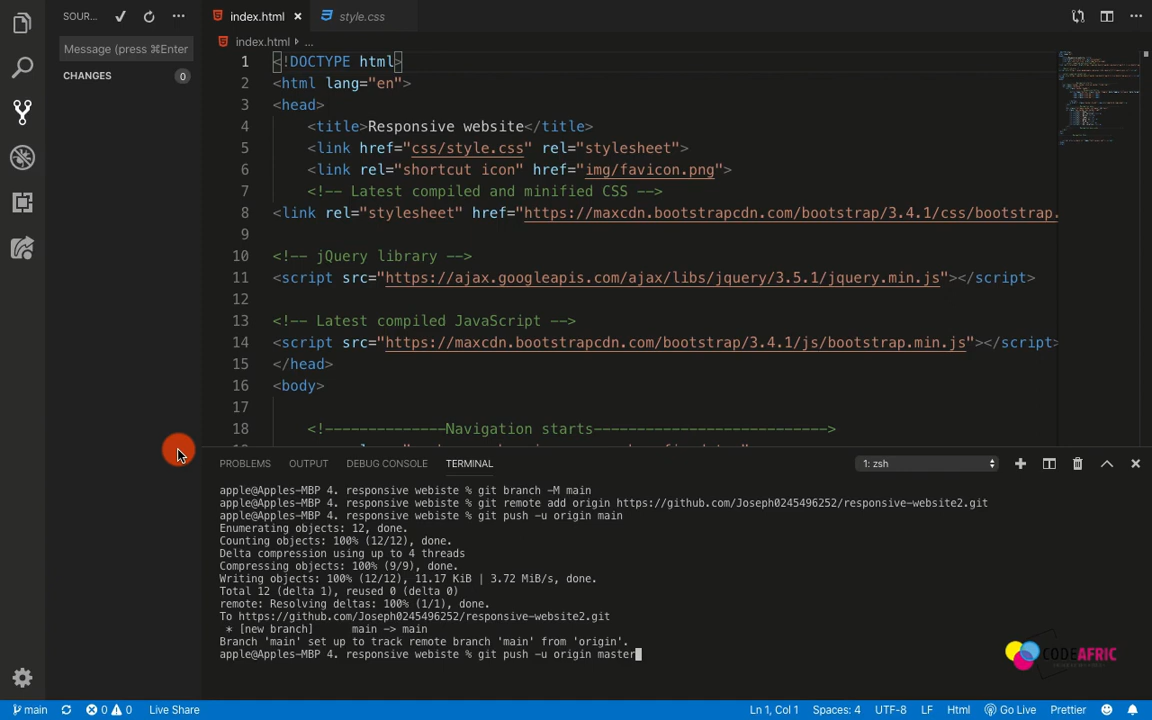 SOUR...
Message (press ⌘Enter
CHANGES 0
index.html
style.css
index.html ...
1 <!DOCTYPE html>
2 <html lang="en">
3 <head>
4 <title>Responsive website</title>
5 <link href="css/style.css" rel="stylesheet">
6 <link rel="shortcut icon" href="img/favicon.png">
7 <!-- Latest compiled and minified CSS -->
8 <link rel="stylesheet" href="https://maxcdn.bootstrapcdn.com/bootstrap/3.4.1/css/bootstrap.
9
10 <!-- jQuery library -->
11 <script src="https://ajax.googleapis.com/ajax/libs/jquery/3.5.1/jquery.min.js"></script>
12
13 <!-- Latest compiled JavaScript -->
14 <script src="https://maxcdn.bootstrapcdn.com/bootstrap/3.4.1/js/bootstrap.min.js"></script>
15 </head>
16 <body>
17
18 <!--------------Navigation starts--------------------------->
PROBLEMS OUTPUT DEBUG CONSOLE TERMINAL 1: zsh
apple@Apples-MBP 4. responsive webiste % git branch -M main
apple@Apples-MBP 4. responsive webiste % git remote add origin https://github.com/Joseph0245496252/responsive-website2.git
apple@Apples-MBP 4. responsive webiste % git push -u origin main
Enumerating objects: 12, done.
Counting objects: 100% (12/12), done.
Delta compression using up to 4 threads
Compressing objects: 100% (9/9), done.
Writing objects: 100% (12/12), 11.17 KiB | 3.72 MiB/s, done.
Total 12 (delta 1), reused 0 (delta 0)
remote: Resolving deltas: 100% (1/1), done.
To https://github.com/Joseph0245496252/responsive-website2.git
* [new branch] main -> main
Branch 'main' set up to track remote branch 'main' from 'origin'.
apple@Apples-MBP 4. responsive webiste % git push -u origin master
CODEAFRIC
main 0 0 Live Share Ln 1, Col 1 Spaces: 4 UTF-8 LF Html Go Live Prettier